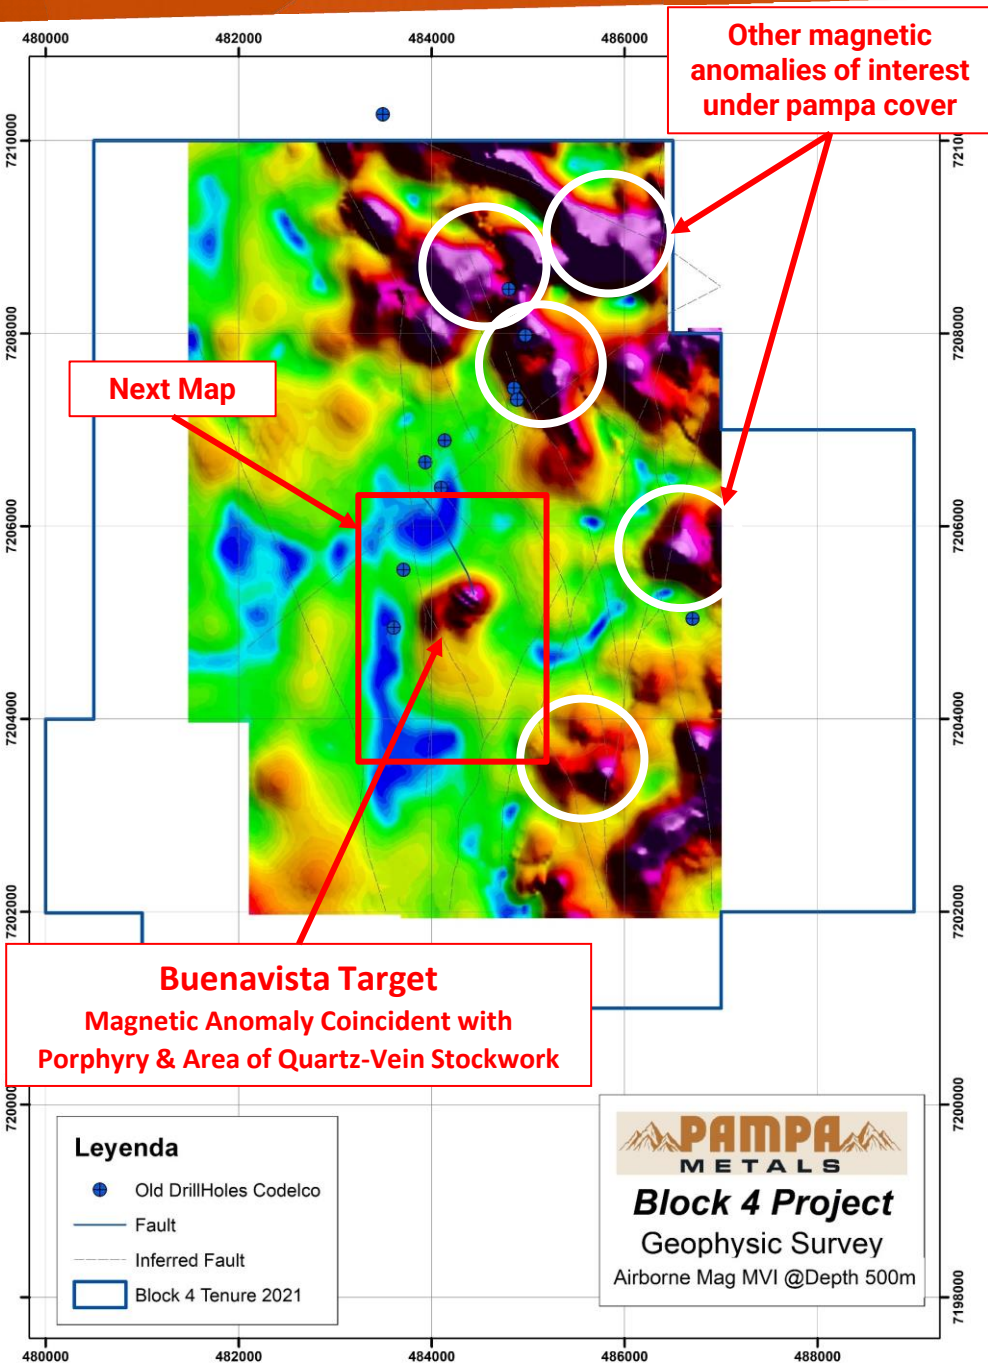 480000
482000
484000
486000
Other magnetic
anomalies of interest
under pampa cover
7210000
7210
7208000
7208000
Next Map
7206000
7206000
7204000
7204000
7202000
7202000
Buenavista Target
Magnetic Anomaly Coincident with
Porphyry & Area of Quartz-Vein Stockwork
7200000
7200000
Leyenda
Old DrillHoles Codelco
Fault
Inferred Fault
Block 4 Tenure 2021
PAMPA
METALS
Block 4 Project
Geophysic Survey
Airborne Mag MVI @Depth 500m
7198000
480000
482000
484000
486000
488000